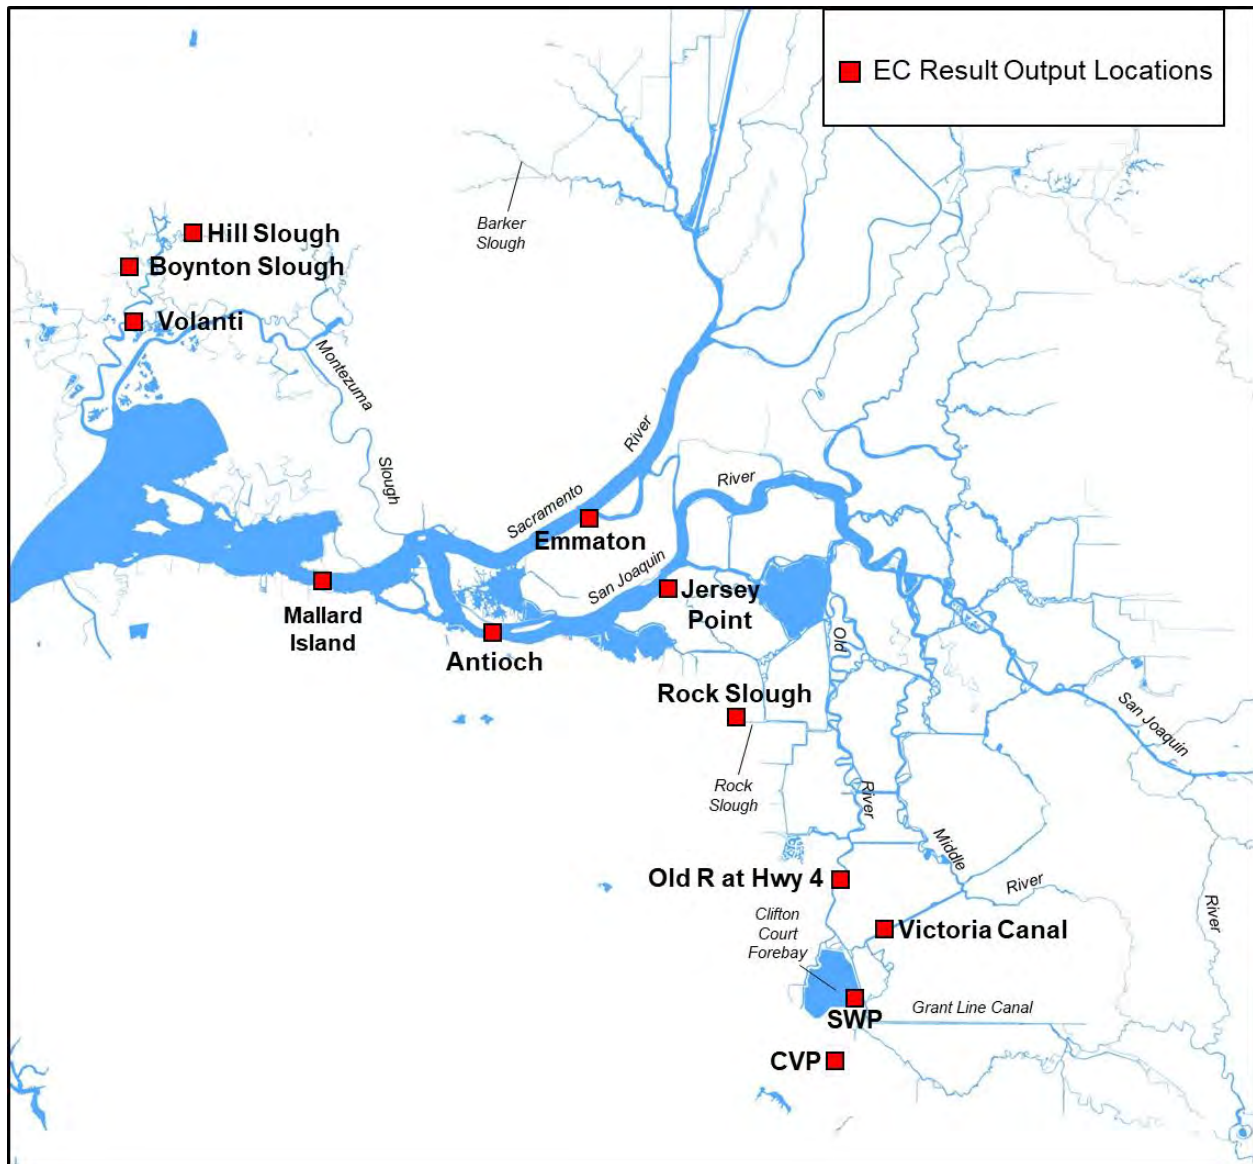 EC Result Output Locations
Barker
Slough
Hill Slough
Boynton Slough
Volanti
Montezuma
Slough
River
Sacramento
River
Emmaton
San Joaquin
Jersey
Point
Mallard
Island
Antioch
Old
Rock Slough
San Joaquin
Rock
Slough
River
Middle
River
River
Old R at Hwy 4
Clifton
Court
Forebay
Victoria Canal
Grant Line Canal
SWP
CVP